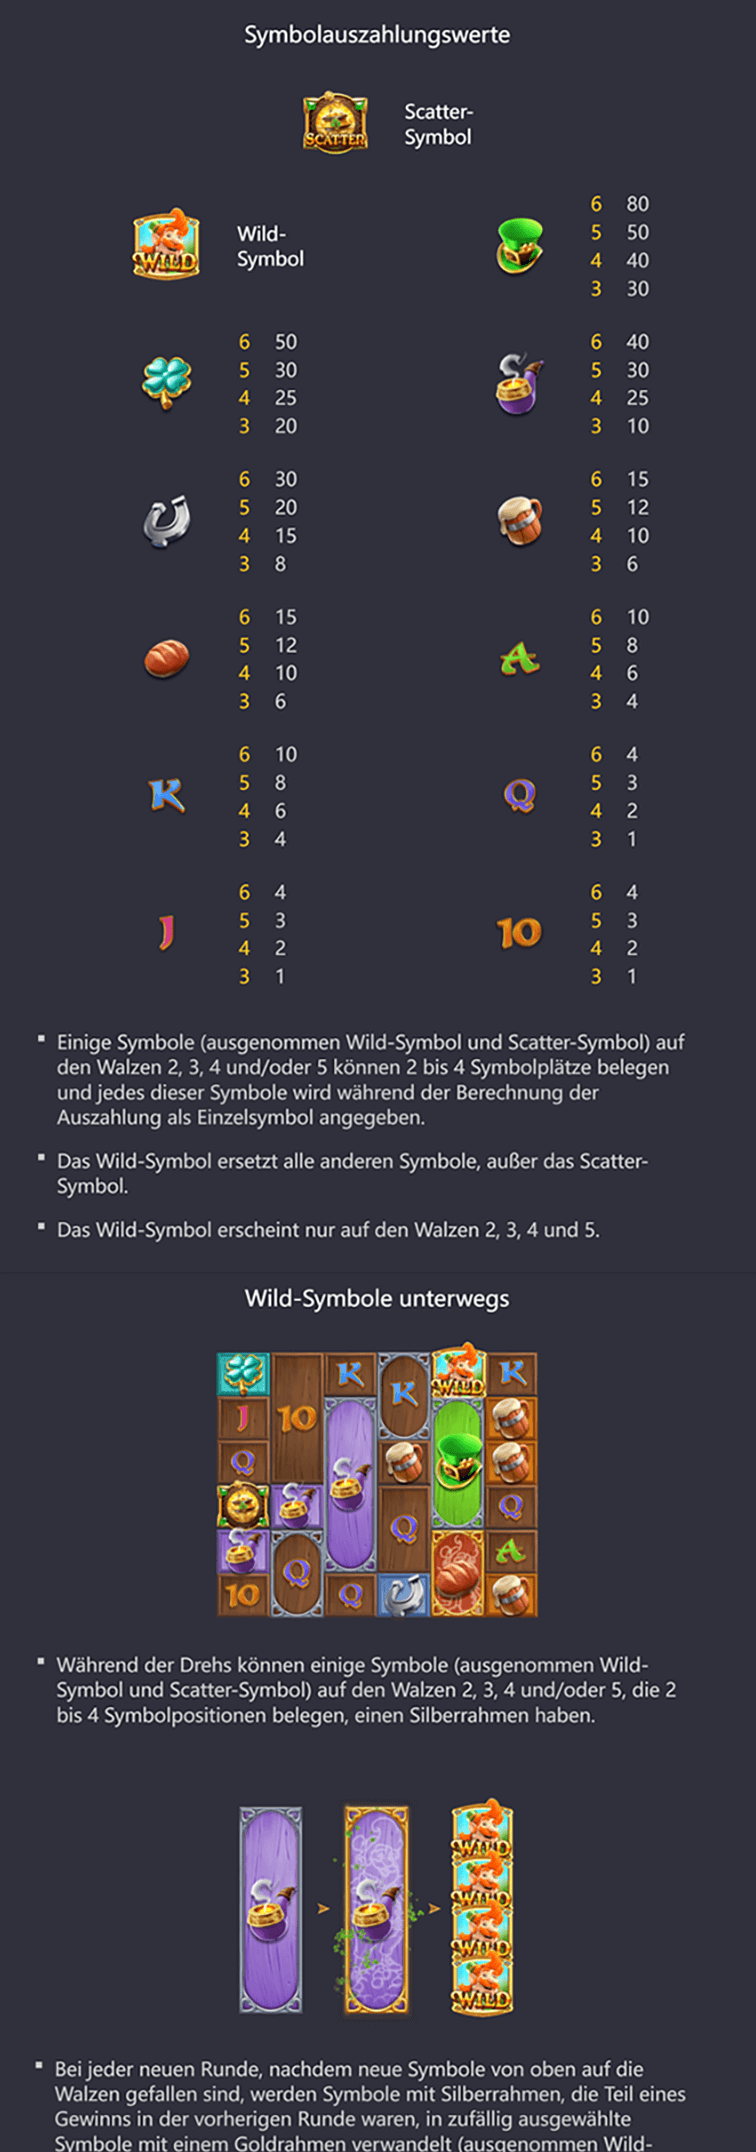 Symbolauszahlungswerte
SCATTER
Scatter-
Symbol
WILD
Wild-
Symbol
6 80
5 50
4 40
3 30
6 50
5 30
4 25
3 20
6 40
5 30
4 25
3 10
6 30
5 20
4 15
3 8
6 15
5 12
4 10
3 6
6 15
5 12
4 10
3 6
A
6 10
5 8
6 6
3 4
K
6 10
5 8
4 6
3 4
Q
6 4
5 3
4 2
3 1
J
6 4
5 3
4 2
3 1
10
6 4
5 3
4 2
3 1
▪ Einige Symbole (ausgenommen Wild-Symbol und Scatter-Symbol) auf
den Walzen 2, 3, 4 und/oder 5 können 2 bis 4 Symbolplätze belegen
und jedes dieser Symbole wird während der Berechnung der
Auszahlung als Einzelsymbol angegeben.
▪ Das Wild-Symbol ersetzt alle anderen Symbole, außer das Scatter-
Symbol.
▪ Das Wild-Symbol erscheint nur auf den Walzen 2, 3, 4 und 5.
Wild-Symbole unterwegs
K K WILD K
J 10
Q
Q Q
Q A
10 Q
▪ Während der Drehs können einige Symbole (ausgenommen Wild-
Symbol und Scatter-Symbol) auf den Walzen 2, 3, 4 und/oder 5, die 2
bis 4 Symbolpositionen belegen, einen Silberrahmen haben.
WILD
WILD
WILD
WILD
▪ Bei jeder neuen Runde, nachdem neue Symbole von oben auf die
Walzen gefallen sind, werden Symbole mit Silberrahmen, die Teil eines
Gewinns in der vorherigen Runde waren, in zufällig ausgewählte
Symbole mit einem Goldrahmen verwandelt (ausgenommen Wild-